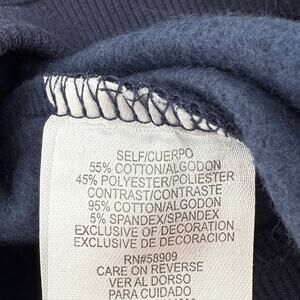 SELF/CUERPO
55% COTTON/ALGODON
45% POLYESTER/POLIESTER
CONTRAST/CONTRASTE
95% COTTON/ALGODON
5% SPANDEX/SPANDEX
EXCLUSIVE OF DECORATION
EXCLUSIVE DE DECORACION
RN#58909
CARE ON REVERSE
VER AL DORSO
PARA CUIDADO